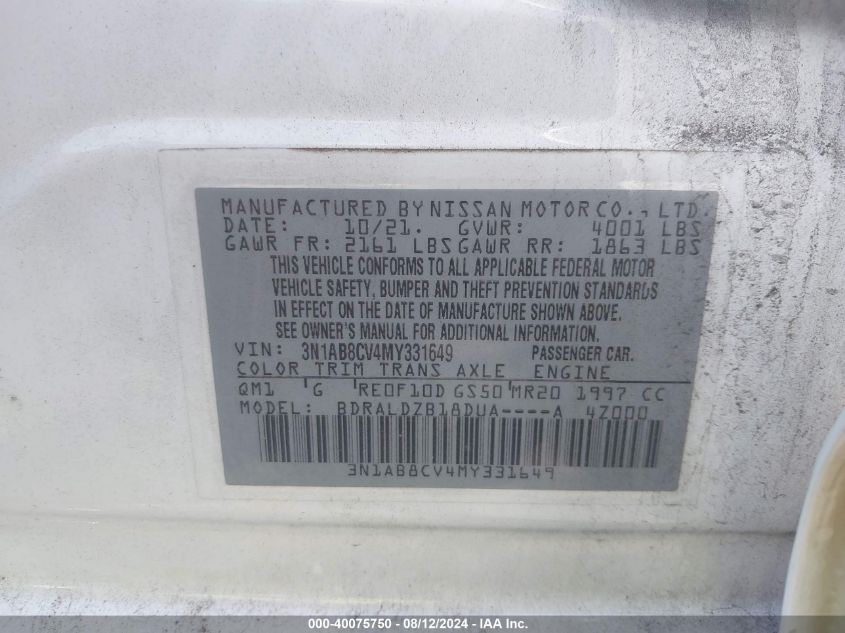 MANUFACTURED BY NISSAN MOTOR CO., LTD.
DATE: 10/21. GVWR: 4001 LBS
GAWR FR: 2161 LBS GAWR RR: 1863 LBS
THIS VEHICLE CONFORMS TO ALL APPLICABLE FEDERAL MOTOR
VEHICLE SAFETY, BUMPER AND THEFT PREVENTION STANDARDS
IN EFFECT ON THE DATE OF MANUFACTURE SHOWN ABOVE.
SEE OWNER'S MANUAL FOR ADDITIONAL INFORMATION.
VIN: 3N1AB8CV4MY331649 PASSENGER CAR.
COLOR TRIM TRANS AXLE ENGINE
QM1 G RE0F10D GS50 MR20 1997 CC
MODEL: BDRALDZB18DUA----A 4Z000
3N1AB8CV4MY331649
000-40075750 - 08/12/2024 - IAA Inc.